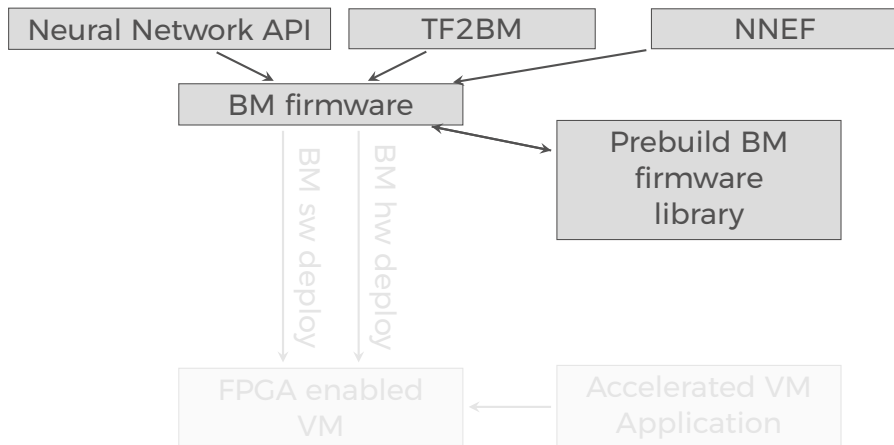 Neural Network API
TF2BM
NNEF
BM firmware
Prebuild BM
firmware
library
BM sw deploy
BM hw deploy
FPGA enabled
VM
Accelerated VM
Application